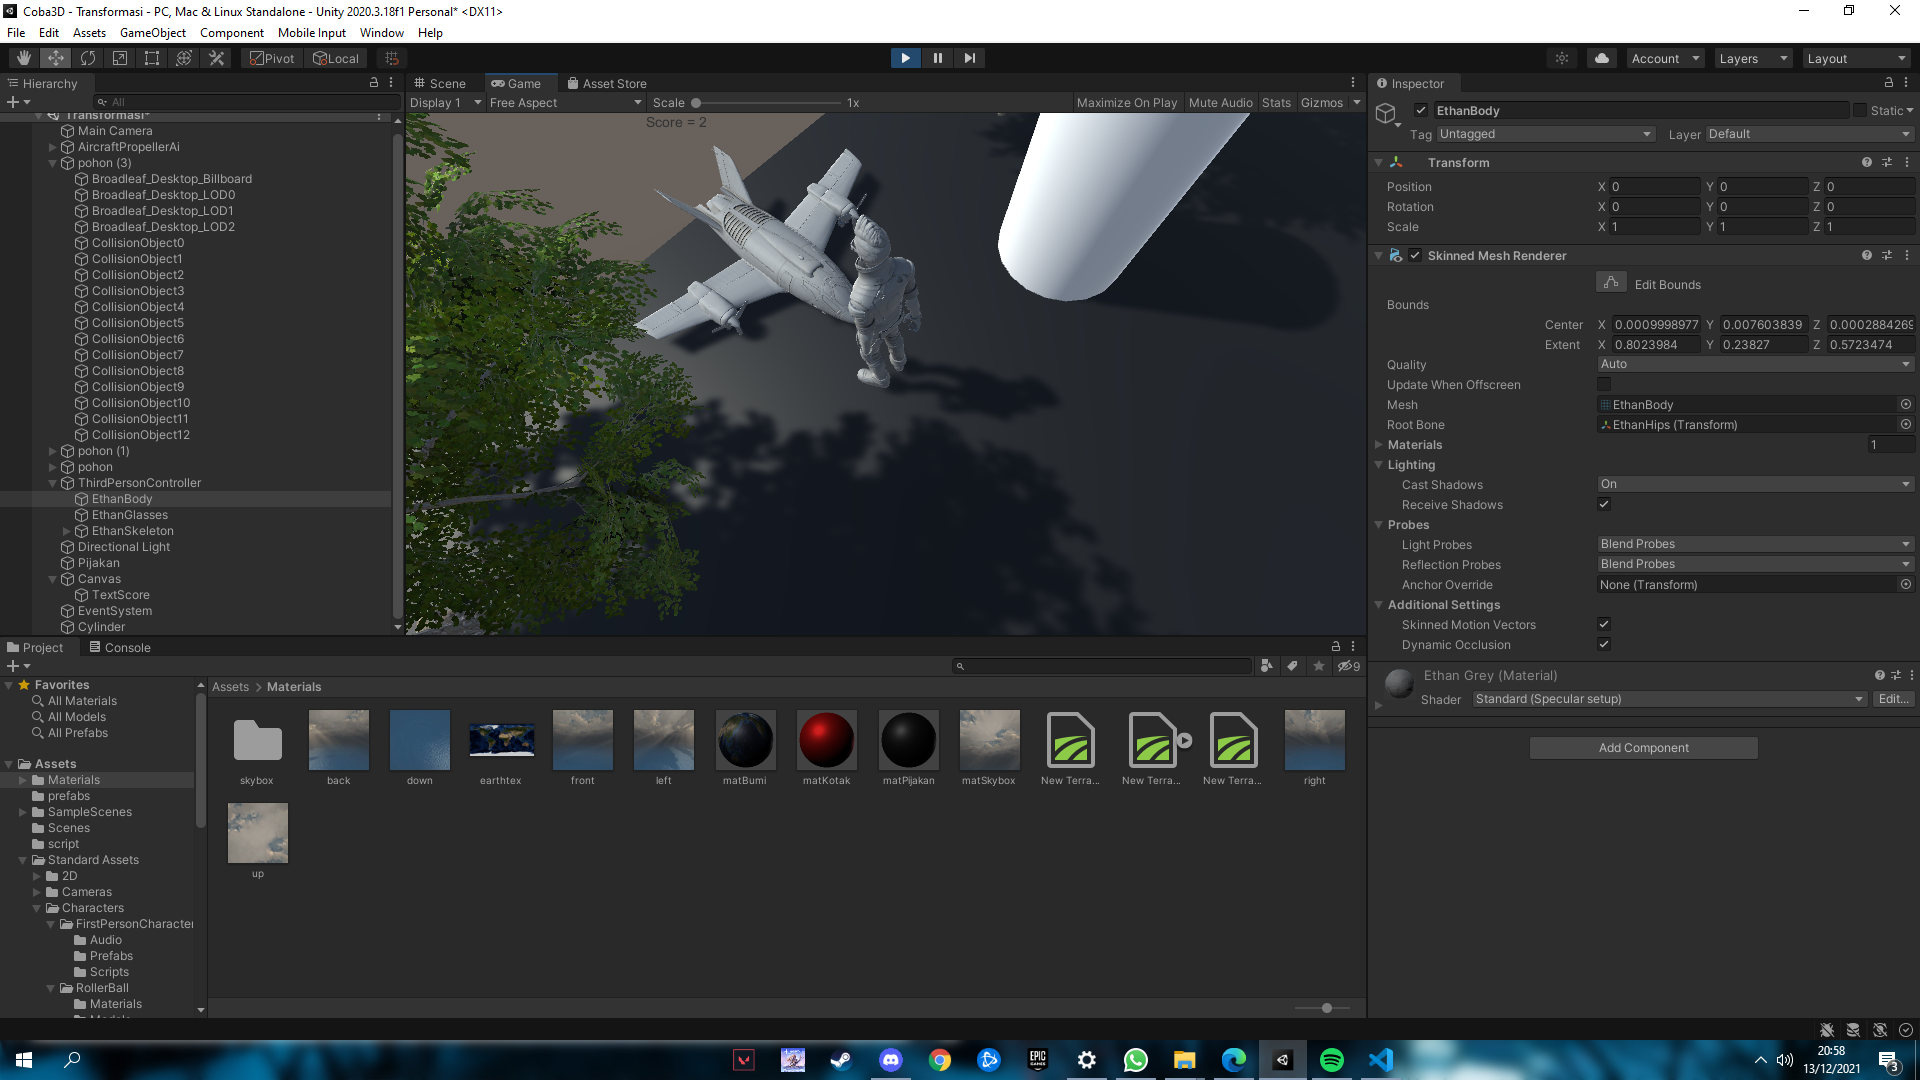 Coba3D - Transformasi - PC, Mac & Linux Standalone - Unity 2020.3.18f1 Personal* <DX11>
File Edit Assets GameObject Component Mobile Input Window Help
Pivot Local Account Layers Layout
Hierarchy
All
Transformasi*
Main Camera
AircraftPropellerAi
pohon (3)
Broadleaf_Desktop_Billboard
Broadleaf_Desktop_LOD0
Broadleaf_Desktop_LOD1
Broadleaf_Desktop_LOD2
CollisionObject0
CollisionObject1
CollisionObject2
CollisionObject3
CollisionObject4
CollisionObject5
CollisionObject6
CollisionObject7
CollisionObject8
CollisionObject9
CollisionObject10
CollisionObject11
CollisionObject12
pohon (1)
pohon
ThirdPersonController
EthanBody
EthanGlasses
EthanSkeleton
Directional Light
Pijakan
Canvas
TextScore
EventSystem
Cylinder
Scene Game Asset Store
Display 1 Free Aspect Scale 1x Maximize On Play Mute Audio Stats Gizmos
Score = 2
Inspector
EthanBody Static
Tag Untagged Layer Default
Transform
Position X 0 Y 0 Z 0
Rotation X 0 Y 0 Z 0
Scale X 1 Y 1 Z 1
Skinned Mesh Renderer
Edit Bounds
Bounds
Center X 0.0009998977 Y 0.007603839 Z 0.0002884269
Extent X 0.8023984 Y 0.23827 Z 0.5723474
Quality Auto
Update When Offscreen
Mesh EthanBody
Root Bone EthanHips (Transform)
Materials 1
Lighting
Cast Shadows On
Receive Shadows
Probes
Light Probes Blend Probes
Reflection Probes Blend Probes
Anchor Override None (Transform)
Additional Settings
Skinned Motion Vectors
Dynamic Occlusion
Ethan Grey (Material)
Shader Standard (Specular setup) Edit...
Add Component
Project Console
9
Favorites
All Materials
All Models
All Prefabs
Assets
Materials
prefabs
SampleScenes
Scenes
script
Standard Assets
2D
Cameras
Characters
FirstPersonCharacter
Audio
Prefabs
Scripts
RollerBall
Materials
Models
Assets > Materials
skybox back down earthtex front left matBumi matKotak matPijakan matSkybox New Terra... New Terra... New Terra... right
up
EPIC GAMES
20:58
13/12/2021
3